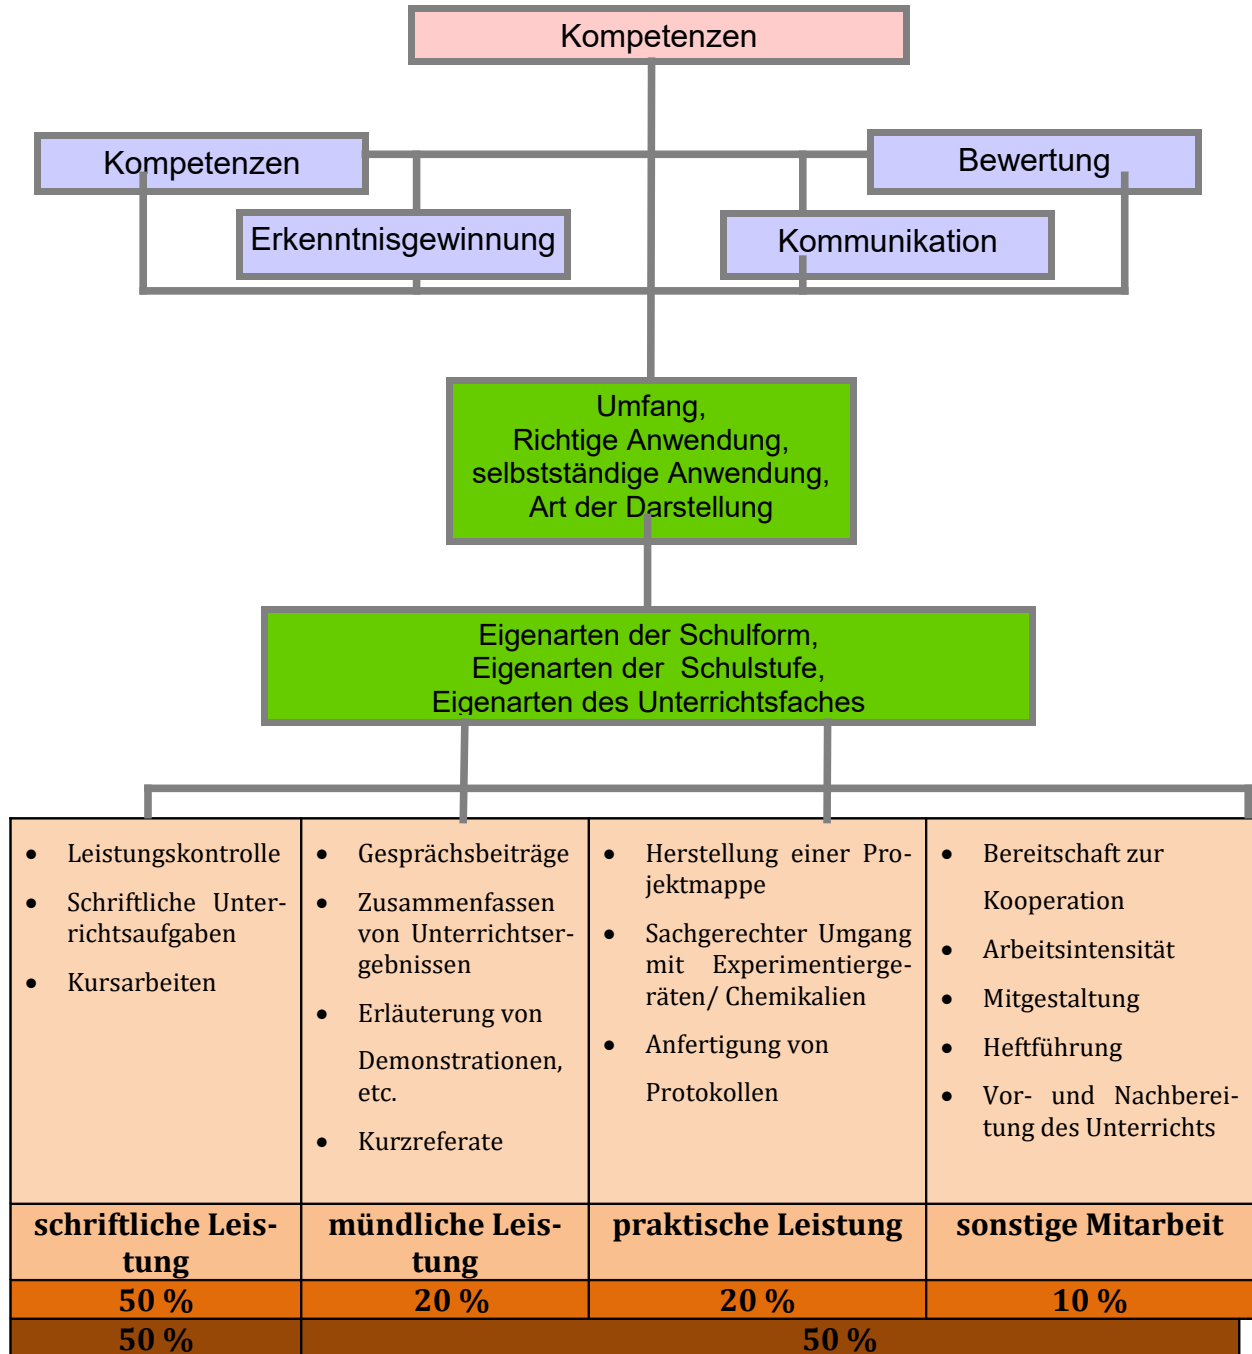 Kompetenzen
Kompetenzen
Bewertung
Erkenntnisgewinnung
Kommunikation
Umfang,
Richtige Anwendung,
selbstständige Anwendung,
Art der Darstellung
Eigenarten der Schulform,
Eigenarten der  Schulstufe,
Eigenarten des Unterrichtsfaches
• Leistungskontrolle
• Schriftliche Unter-
richtsaufgaben
• Kursarbeiten
• Gesprächsbeiträge
• Zusammenfassen
von Unterrichtser-
gebnissen
• Erläuterung von
Demonstrationen,
etc.
• Kurzreferate
• Herstellung einer Pro-
jektmappe
• Sachgerechter Umgang
mit Experimentierge-
räten/ Chemikalien
• Anfertigung von
Protokollen
• Bereitschaft zur
Kooperation
• Arbeitsintensität
• Mitgestaltung
• Heftführung
• Vor- und Nachberei-
tung des Unterrichts
schriftliche Leis-
tung
mündliche Leis-
tung
praktische Leistung
sonstige Mitarbeit
50 %
20 %
20 %
10 %
50 %
50 %